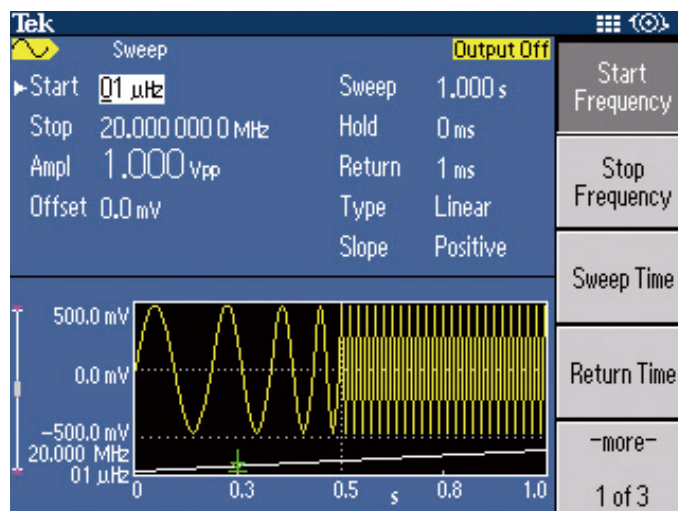 Tek
Sweep
Output Off
Start 01 µHz
Stop 20.000 000 0 MHz
Ampl 1.000 Vpp
Offset 0.0 mV
Sweep 1.000 s
Hold 0 ms
Return 1 ms
Type Linear
Slope Positive
500.0 mV
0.0 mV
-500.0 mV
20.000 MHz
01 µHz
0 0.3 0.5 s 0.8 1.0
Start
Frequency
Stop
Frequency
Sweep Time
Return Time
-more-
1 of 3